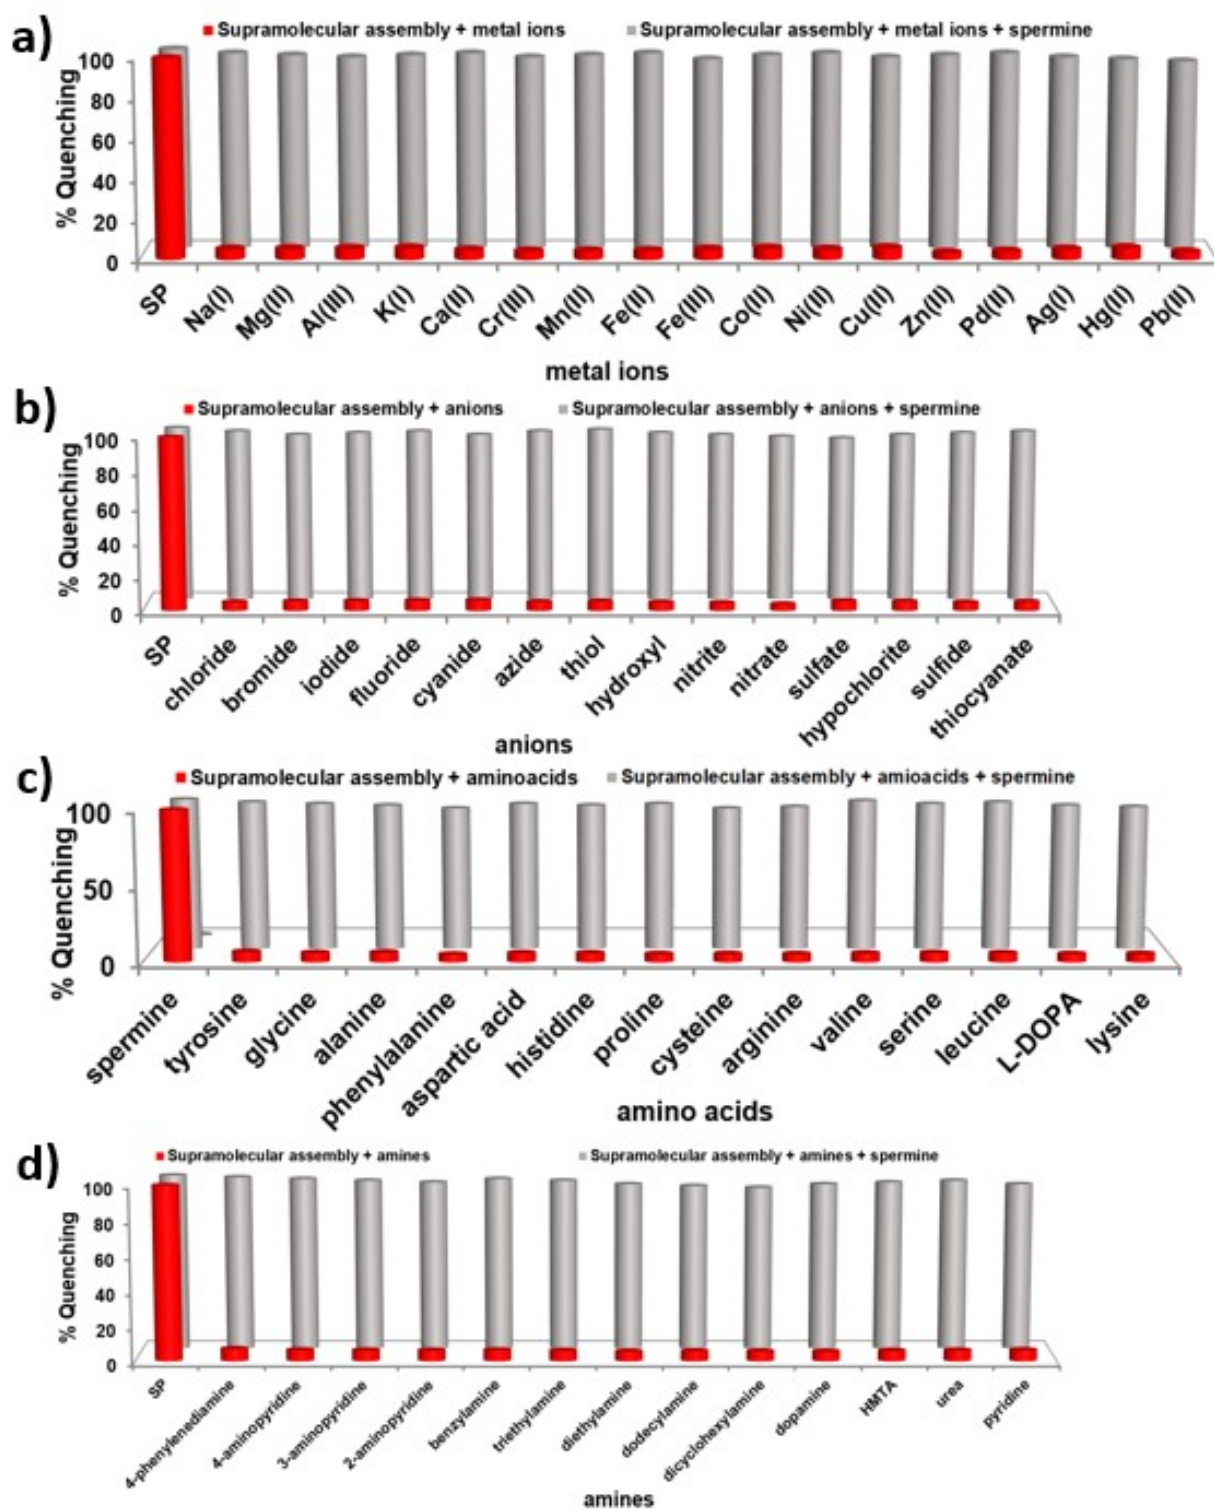 a)
Supramolecular assembly + metal ions
Supramolecular assembly + metal ions + spermine
% Quenching
100
80
60
40
20
0
SP
Na(I)
Mg(II)
Al(III)
K(I)
Ca(II)
Cr(III)
Mn(II)
Fe(II)
Fe(III)
Co(II)
Ni(II)
Cu(II)
Zn(II)
Pd(II)
Ag(I)
Hg(II)
Pb(II)
metal ions
b)
Supramolecular assembly + anions
Supramolecular assembly + anions + spermine
% Quenching
100
80
60
40
20
0
SP
chloride
bromide
iodide
fluoride
cyanide
azide
thiol
hydroxyl
nitrite
nitrate
sulfate
hypochlorite
sulfide
thiocyanate
anions
c)
Supramolecular assembly + aminoacids
Supramolecular assembly + amioacids + spermine
% Quenching
100
50
0
spermine
tyrosine
glycine
alanine
phenylalanine
aspartic acid
histidine
proline
cysteine
arginine
valine
serine
leucine
L-DOPA
lysine
amino acids
d)
Supramolecular assembly + amines
Supramolecular assembly + amines + spermine
% Quenching
100
80
60
40
20
0
SP
4-phenylenediamine
4-aminopyridine
3-aminopyridine
2-aminopyridine
benzylamine
triethylamine
diethylamine
dodecylamine
dicyclohexylamine
dopamine
HMTA
urea
pyridine
amines